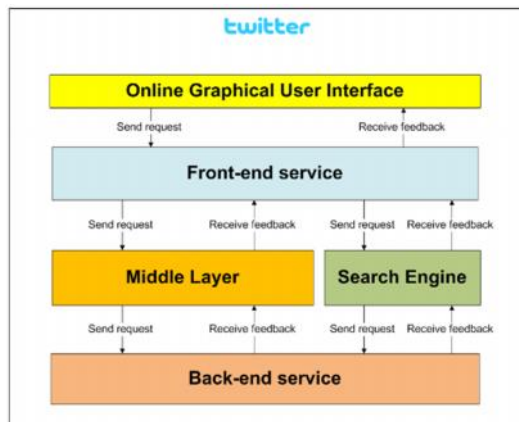 twitter
Online Graphical User Interface
Send request Receive feedback
Front-end service
Send request Receive feedback Send request Receive feedback
Middle Layer Search Engine
Send request Receive feedback Send request Receive feedback
Back-end service